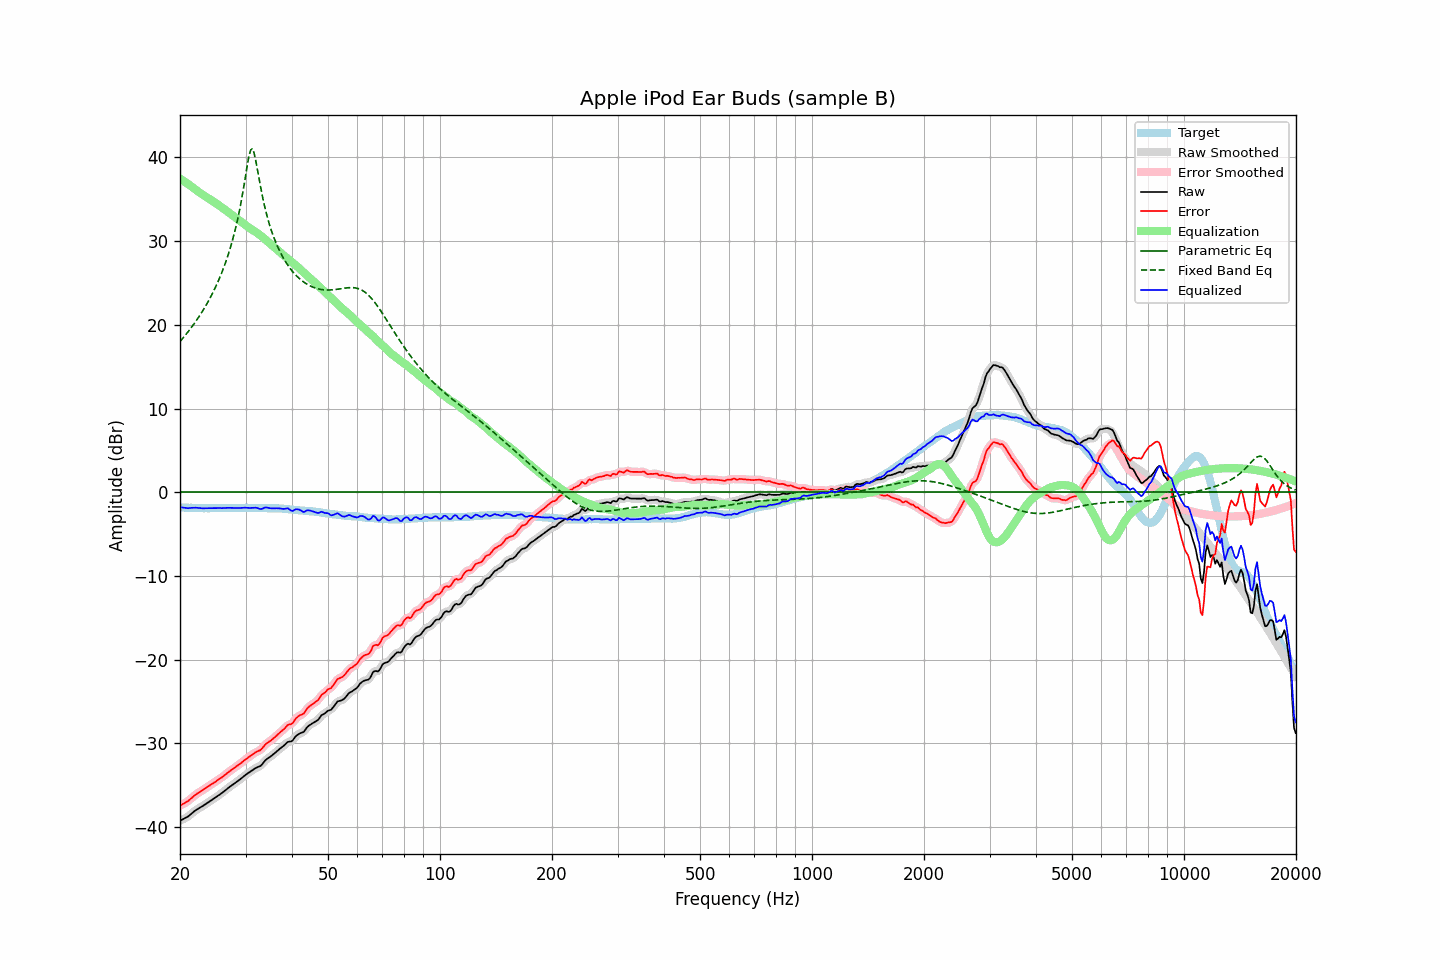 Apple iPod Ear Buds (sample B)
Target
Raw Smoothed
Error Smoothed
Raw
Error
Equalization
Parametric Eq
Fixed Band Eq
Equalized
Amplitude (dBr)
40
30
20
10
0
−10
−20
−30
−40
20
50
100
200
500
1000
2000
5000
10000
20000
Frequency (Hz)